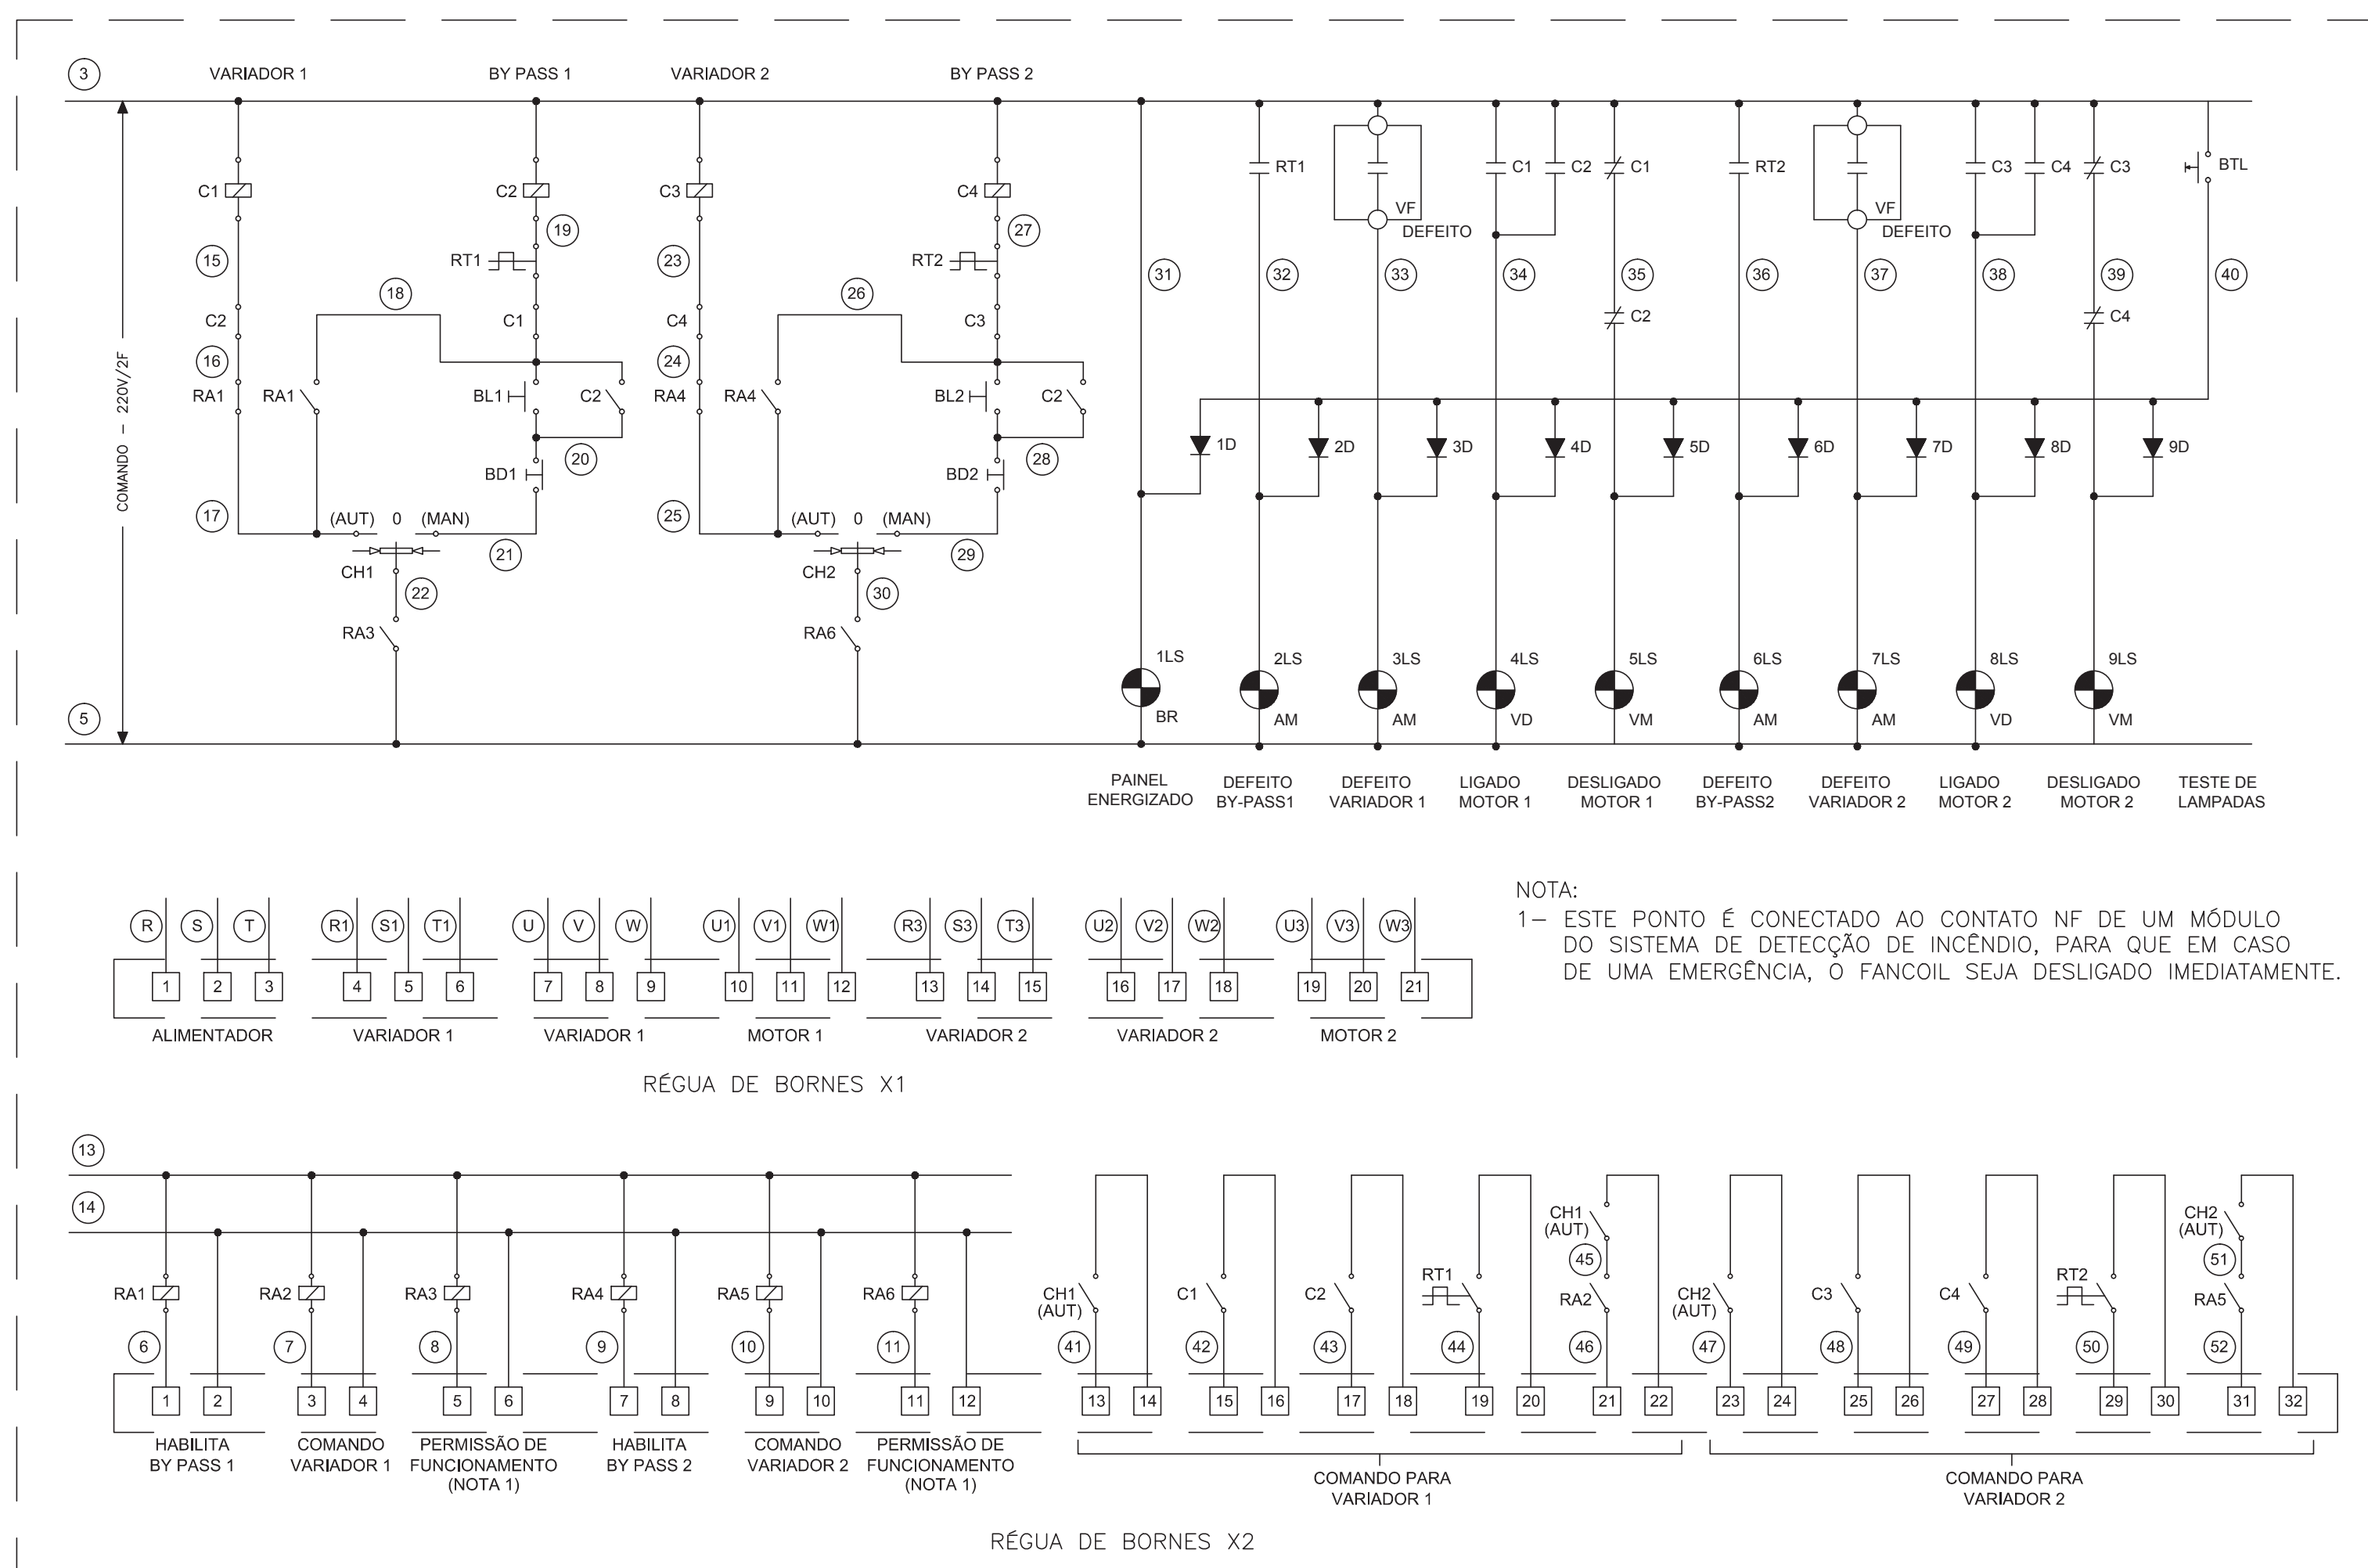 3
VARIADOR 1
BY PASS 1
VARIADOR 2
BY PASS 2
C1
C2
C3
C4
RT1
VF
DEFEITO
C1
C2
C1
RT2
VF
DEFEITO
C3
C4
C3
BTL
19
27
15
RT1
23
RT2
31
32
33
34
35
36
37
38
39
40
18
26
C2
C1
C4
C3
C2
C4
16
24
RA1
RA1
BL1
C2
RA4
RA4
BL2
C2
COMANDO - 220V/2F
20
28
1D
2D
3D
4D
5D
6D
7D
8D
9D
BD1
BD2
17
(AUT) 0 (MAN)
25
(AUT) 0 (MAN)
21
29
CH1
CH2
22
30
RA3
RA6
1LS
2LS
3LS
4LS
5LS
6LS
7LS
8LS
9LS
5
BR
AM
AM
VD
VM
AM
AM
VD
VM
PAINEL
ENERGIZADO
DEFEITO
BY-PASS1
DEFEITO
VARIADOR 1
LIGADO
MOTOR 1
DESLIGADO
MOTOR 1
DEFEITO
BY-PASS2
DEFEITO
VARIADOR 2
LIGADO
MOTOR 2
DESLIGADO
MOTOR 2
TESTE DE
LAMPADAS
NOTA:
1- ESTE PONTO É CONECTADO AO CONTATO NF DE UM MÓDULO
DO SISTEMA DE DETECÇÃO DE INCÊNDIO, PARA QUE EM CASO
DE UMA EMERGÊNCIA, O FANCOIL SEJA DESLIGADO IMEDIATAMENTE.
R S T
R1 S1 T1
U V W
U1 V1 W1
R3 S3 T3
U2 V2 W2
U3 V3 W3
1 2 3
4 5 6
7 8 9
10 11 12
13 14 15
16 17 18
19 20 21
ALIMENTADOR
VARIADOR 1
VARIADOR 1
MOTOR 1
VARIADOR 2
VARIADOR 2
MOTOR 2
RÉGUA DE BORNES X1
13
14
CH1
(AUT)
CH2
(AUT)
45
51
RA1
RA2
RA3
RA4
RA5
RA6
CH1
(AUT)
C1
C2
RT1
RA2
CH2
(AUT)
C3
C4
RT2
RA5
6
7
8
9
10
11
41
42
43
44
46
47
48
49
50
52
1 2
3 4
5 6
7 8
9 10
11 12
13 14
15 16
17 18
19 20
21 22
23 24
25 26
27 28
29 30
31 32
HABILITA
BY PASS 1
COMANDO
VARIADOR 1
PERMISSÃO DE
FUNCIONAMENTO
(NOTA 1)
HABILITA
BY PASS 2
COMANDO
VARIADOR 2
PERMISSÃO DE
FUNCIONAMENTO
(NOTA 1)
COMANDO PARA
VARIADOR 1
COMANDO PARA
VARIADOR 2
RÉGUA DE BORNES X2